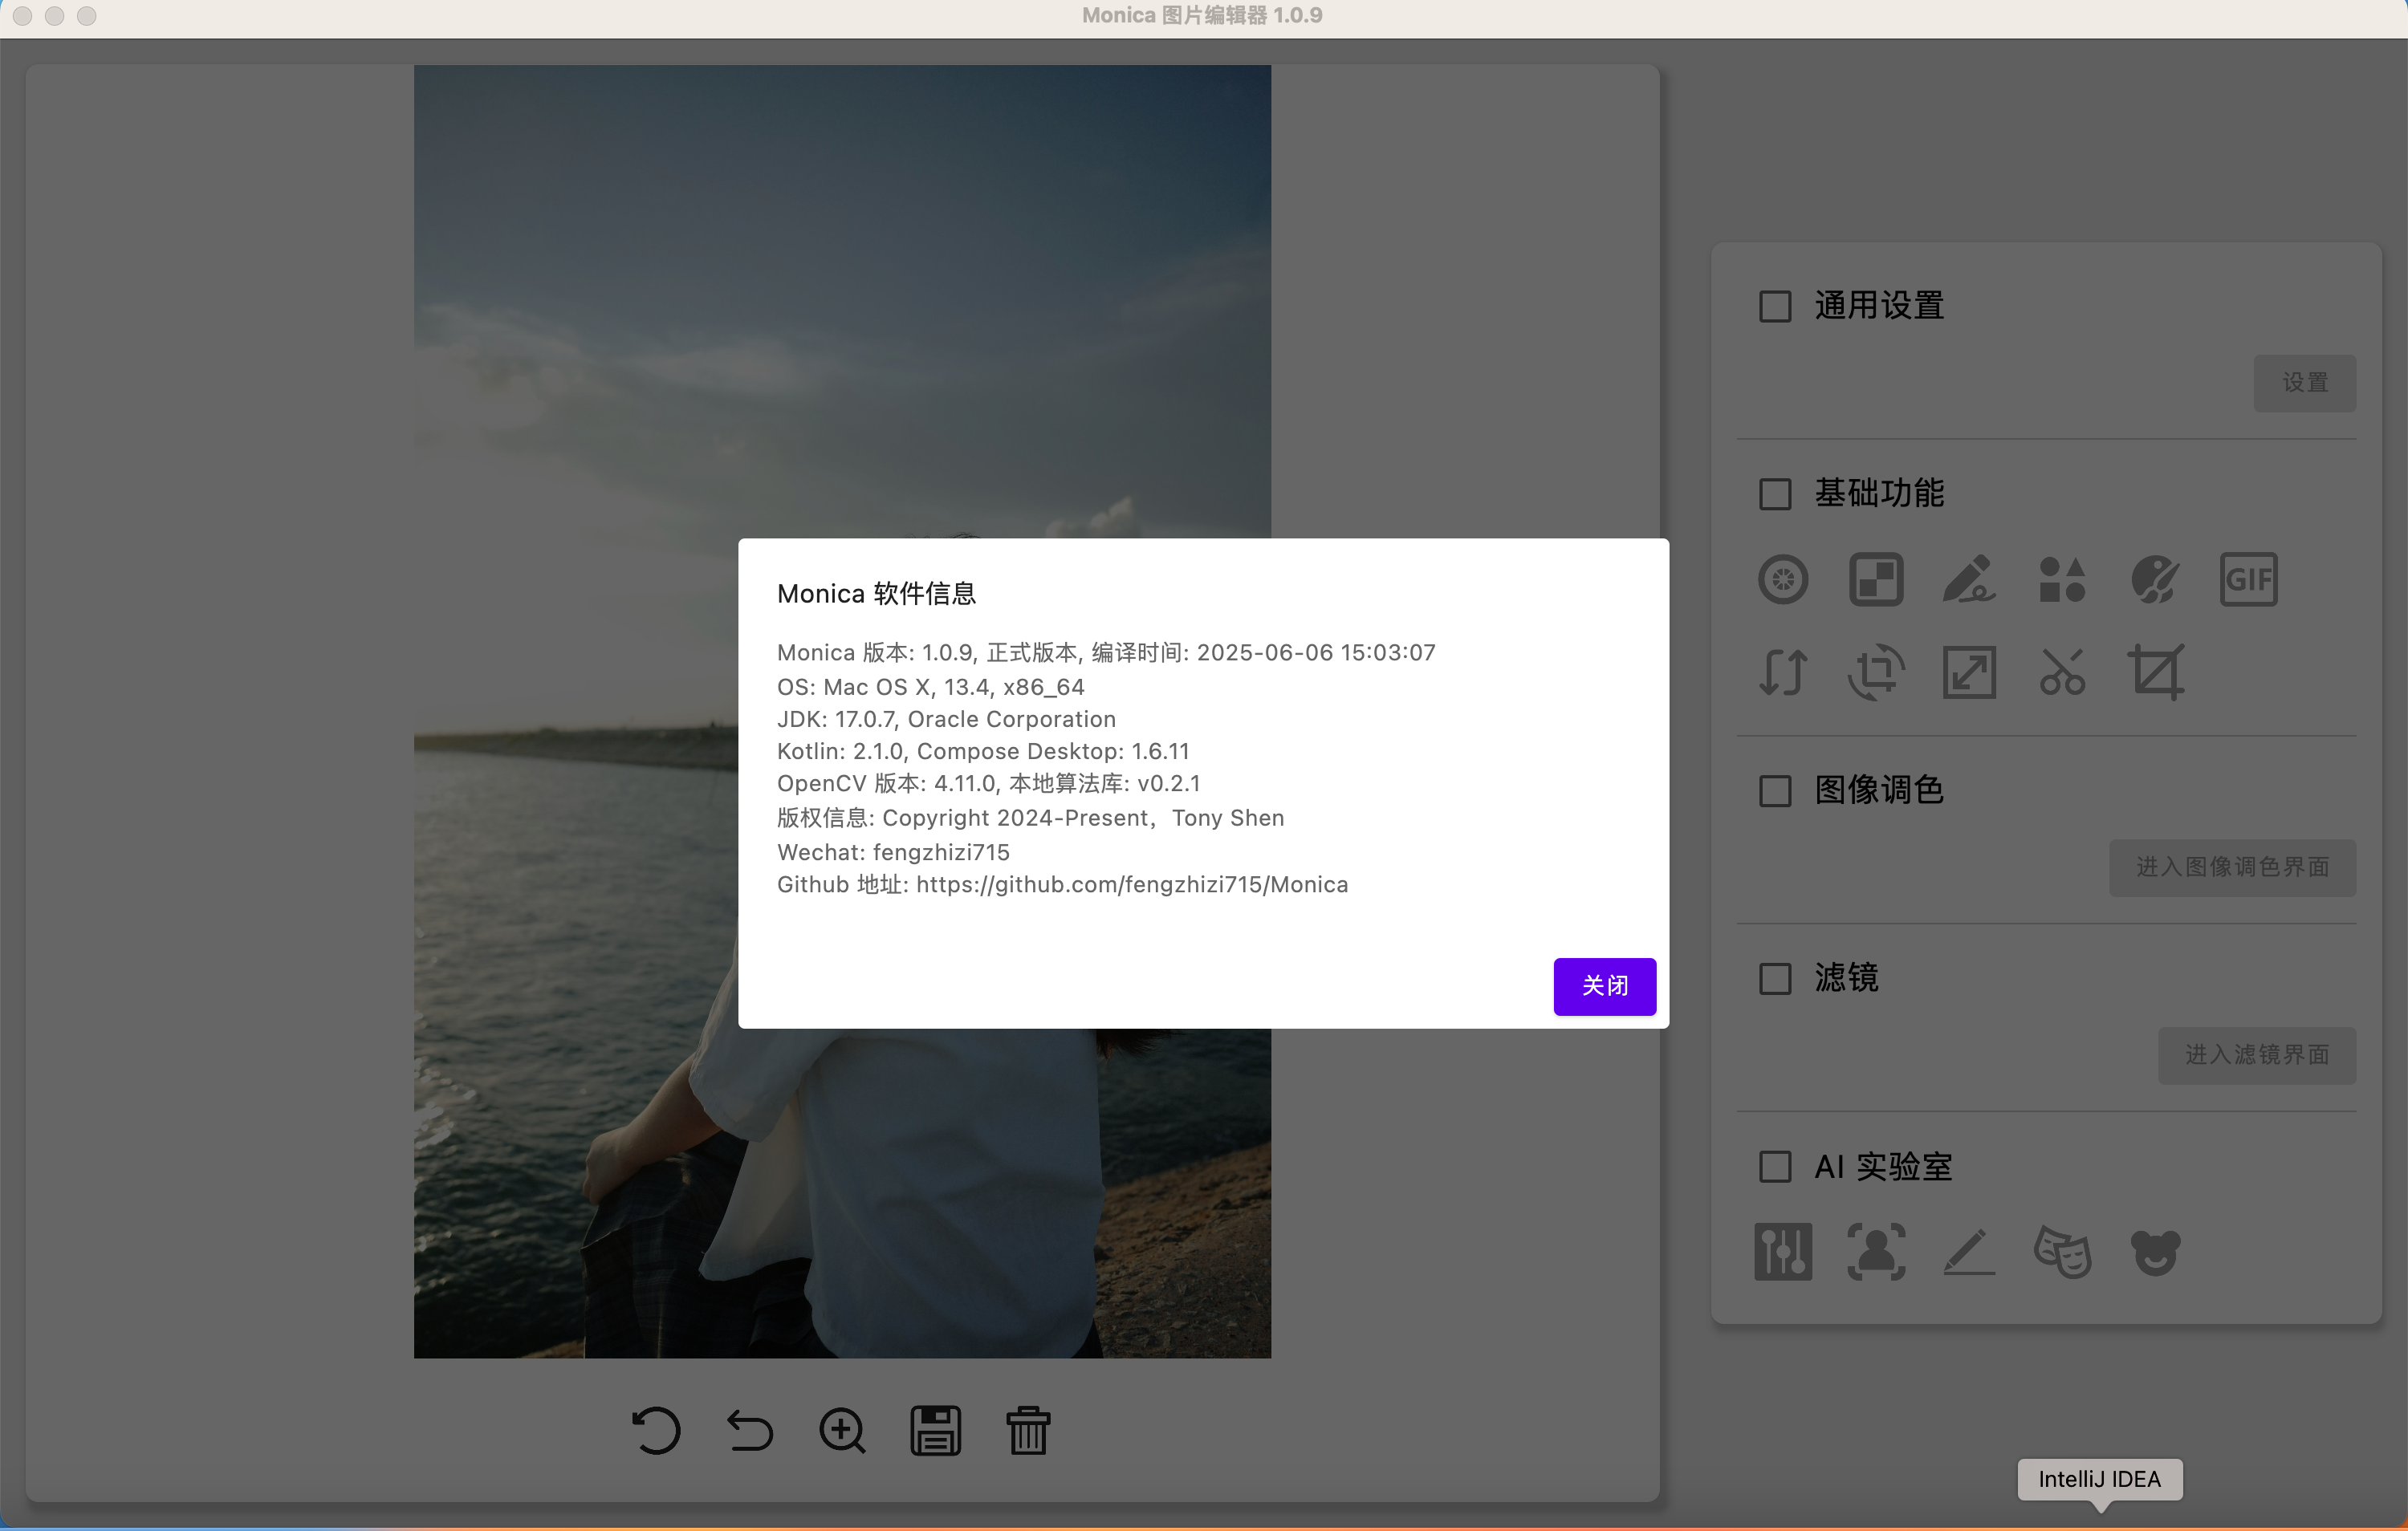 Monica 图片编辑器 1.0.9
通用设置
设置
基础功能
GIF
图像调色
进入图像调色界面
滤镜
进入滤镜界面
AI 实验室
Monica 软件信息
Monica 版本: 1.0.9, 正式版本, 编译时间: 2025-06-06 15:03:07
OS: Mac OS X, 13.4, x86_64
JDK: 17.0.7, Oracle Corporation
Kotlin: 2.1.0, Compose Desktop: 1.6.11
OpenCV 版本: 4.11.0, 本地算法库: v0.2.1
版权信息: Copyright 2024-Present，Tony Shen
Wechat: fengzhizi715
Github 地址: https://github.com/fengzhizi715/Monica
关闭
IntelliJ IDEA